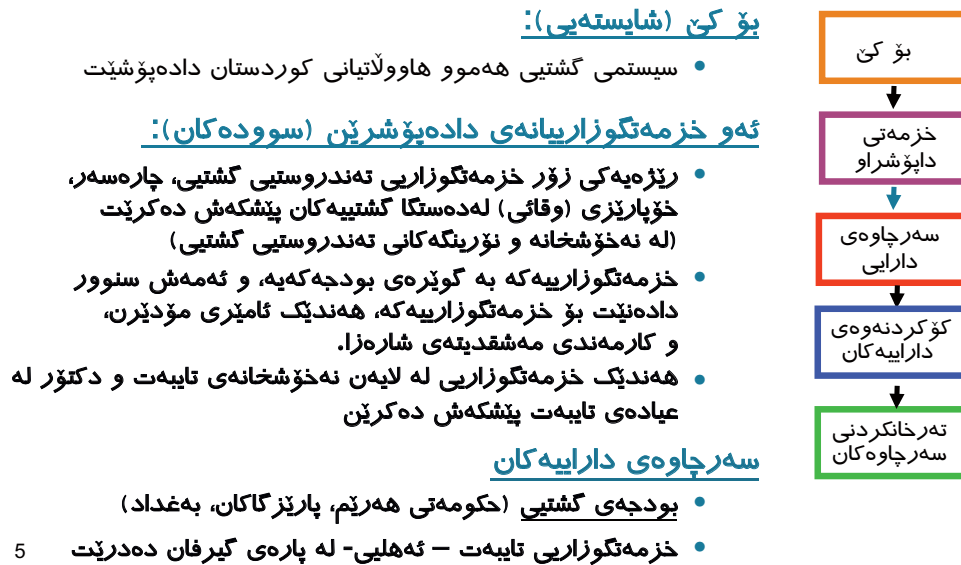 بۆ کێ (شایستەیی):
• سیستمی گشتیی هەموو هاووڵاتیانی کوردستان دادەپۆشێت
ئەو خزمەتگوزارییانەی دادەپۆشرێن (سوودەکان):
• رێژەیەکی زۆر خزمەتگوزاریی تەندروستیی گشتیی، چارەسەر،
خۆپارێزی (وقائی) لەدەستگا گشتییەکان پێشکەش دەکرێت
(لە نەخۆشخانە و نۆرینگەکانی تەندروستیی گشتیی)
• خزمەتگوزارییەکە بە گوێرەی بودجەکەیە، و ئەمەش سنوور
دادەنێت بۆ خزمەتگوزارییەکە، هەندێک ئامێری مۆدێرن،
و کارمەندی مەشقدیتەی شارەزا.
• هەندێک خزمەتگوزاریی لە لایەن نەخۆشخانەی تایبەت و دکتۆر لە
عیادەی تایبەت پێشکەش دەکرێن
سەرچاوەی داراییەکان
• بودجەی گشتیی (حکومەتی هەرێم، پارێزگاکان، بەغداد)
• خزمەتگوزاریی تایبەت – ئەهلیی- لە پارەی گیرفان دەدرێت
5
بۆ کێ
خزمەتی
داپۆشراو
سەرچاوەی
دارایی
کۆکردنەوەی
داراییەکان
تەرخانکردنی
سەرچاوەکان